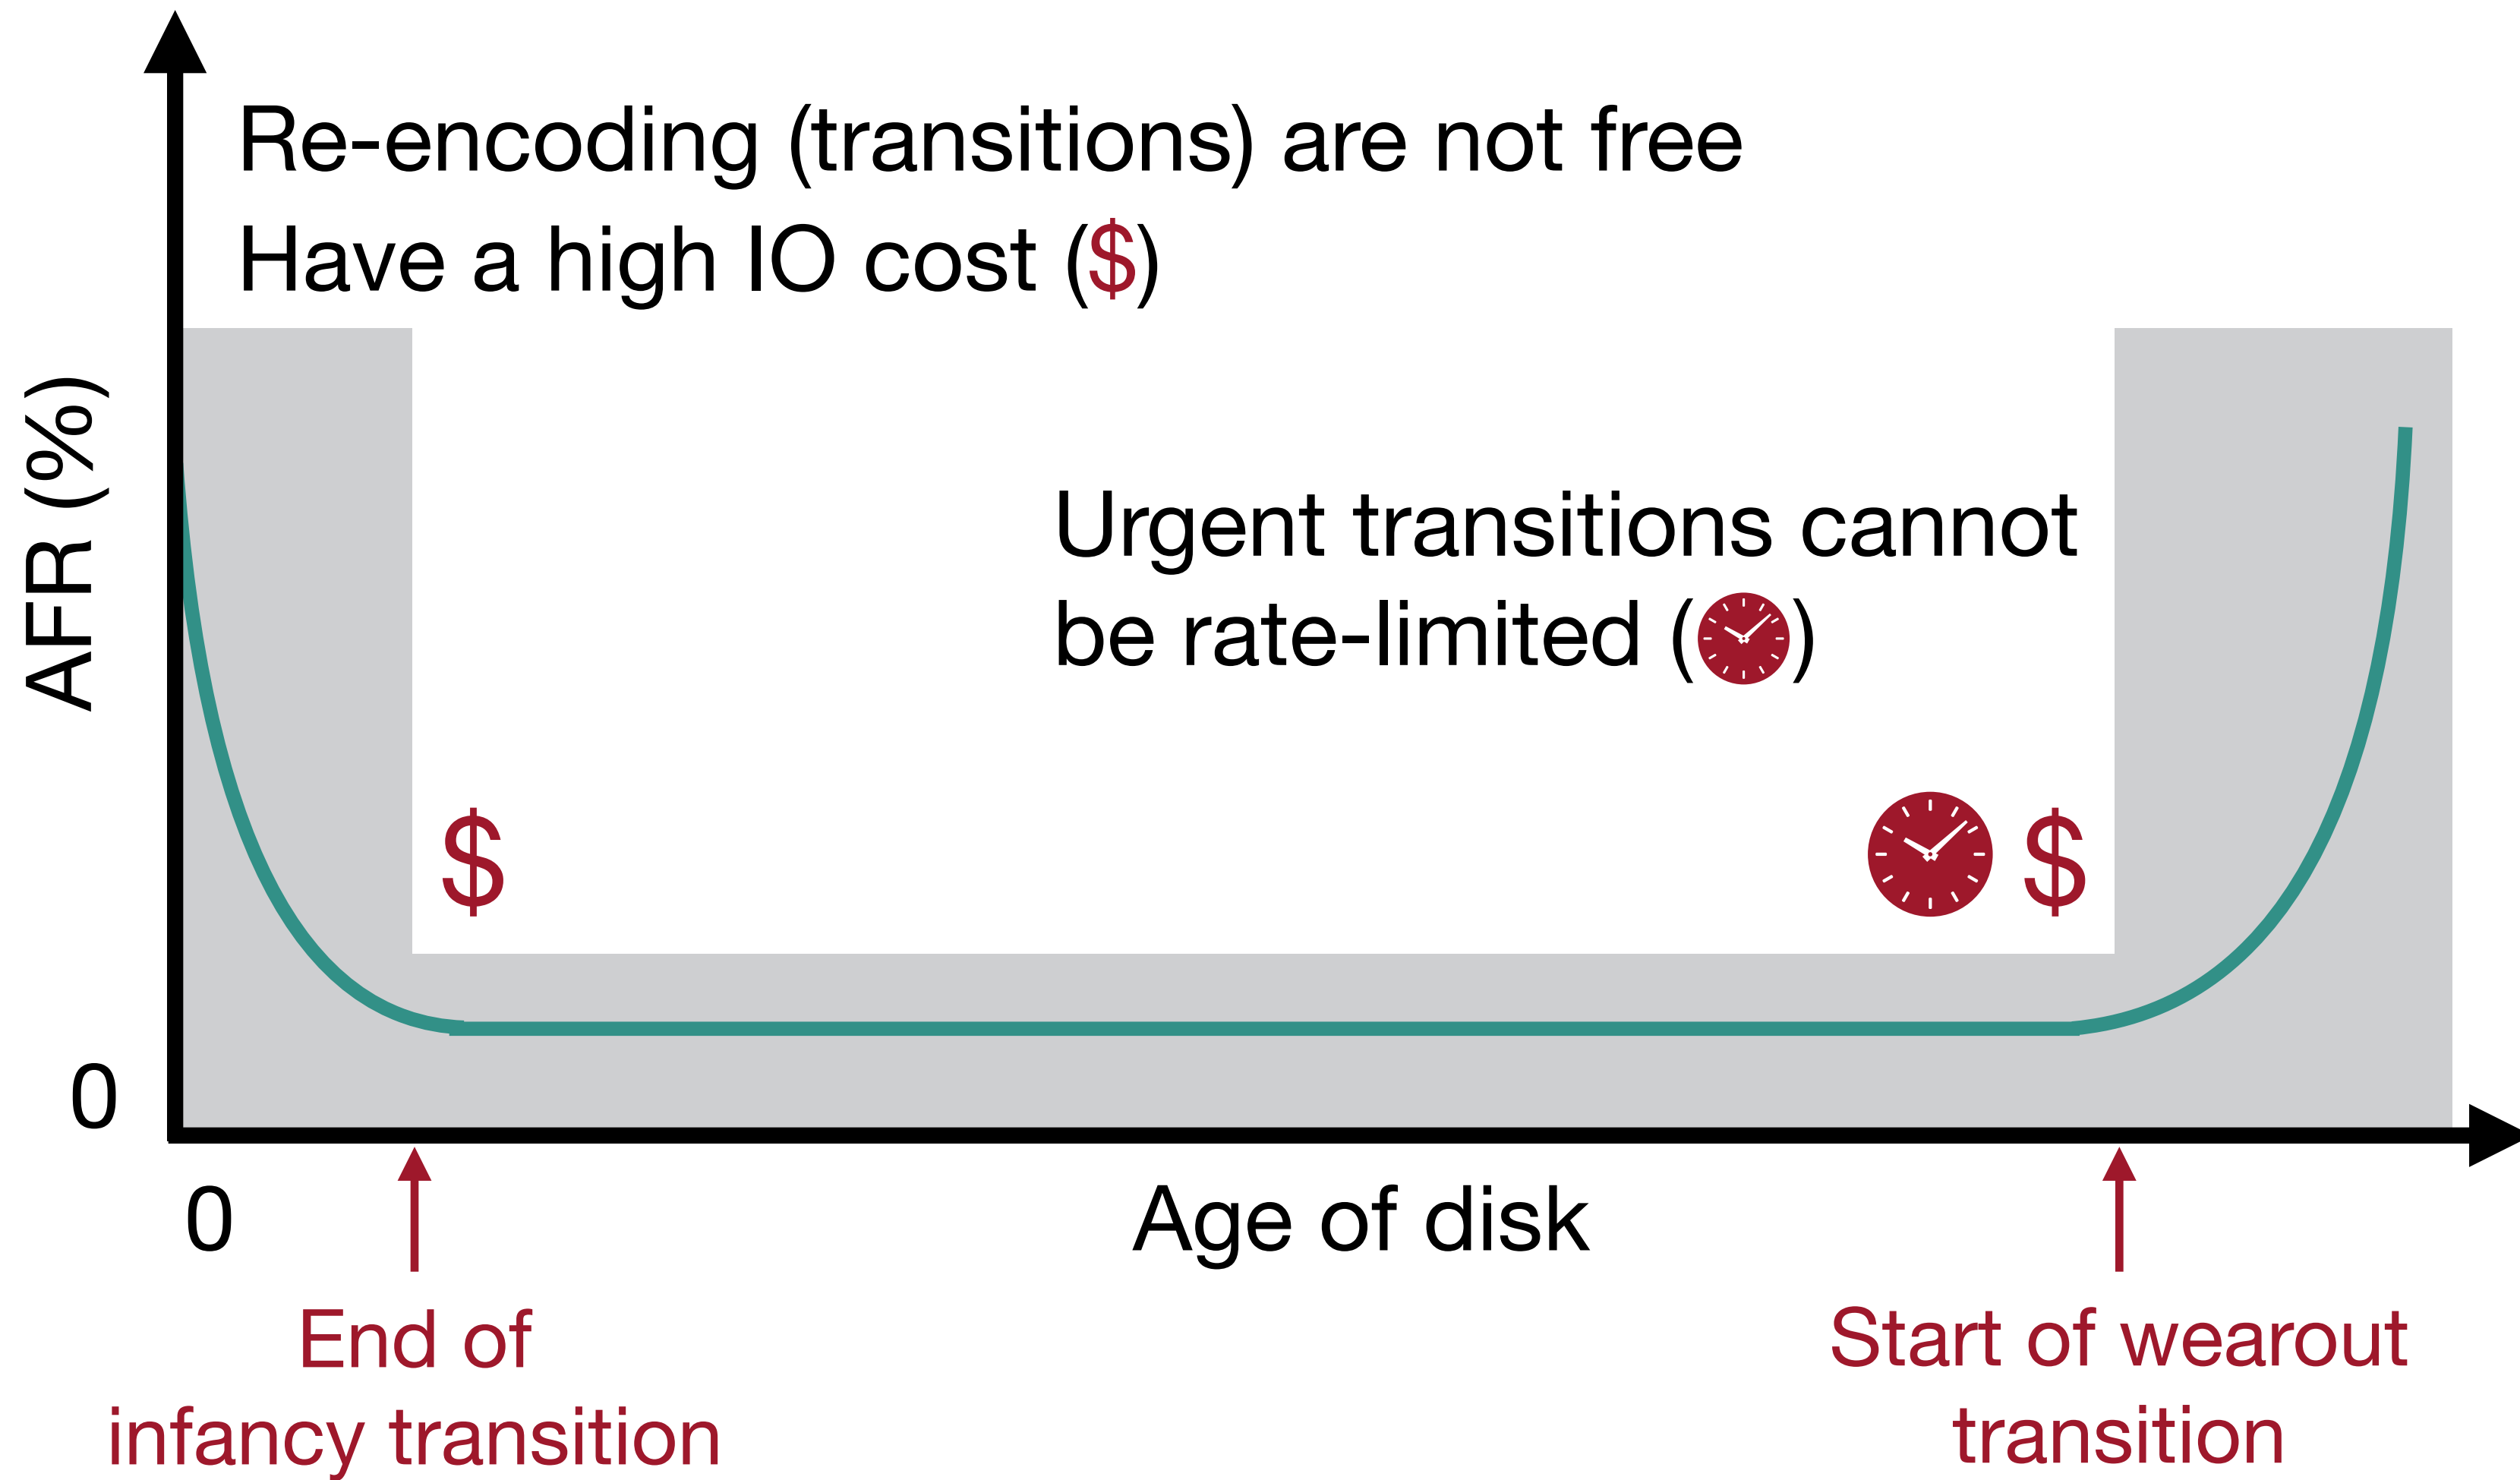 Re-encoding (transitions) are not free
Have a high IO cost ($)
AFR (%)
Urgent transitions cannot
be rate-limited ()
$
$
0
0
Age of disk
End of
infancy transition
Start of wearout
transition